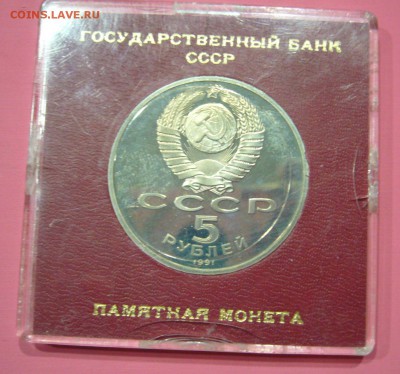 COINS.LAVE.RU
ГОСУДАРСТВЕННЫЙ БАНК
СССР
СССР
5
РУБЛЕЙ
1991
ПАМЯТНАЯ МОНЕТА